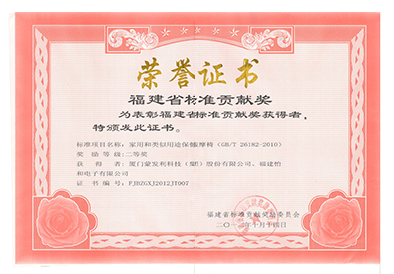 荣誉证书
福建省标准贡献奖
为表彰福建省标准贡献奖获得者，
特颁发此证书。
标准项目名称：家用和类似用途保健按摩椅（GB/T 26182-2010）
奖 励 等 级：二等奖
获 得 者：厦门蒙发利科技（集团）股份有限公司、福建怡
和电子有限公司
证 书 编 号：FJBZGXJ2012JT007
福建省标准贡献奖励委员会
二〇一二年十月十四日